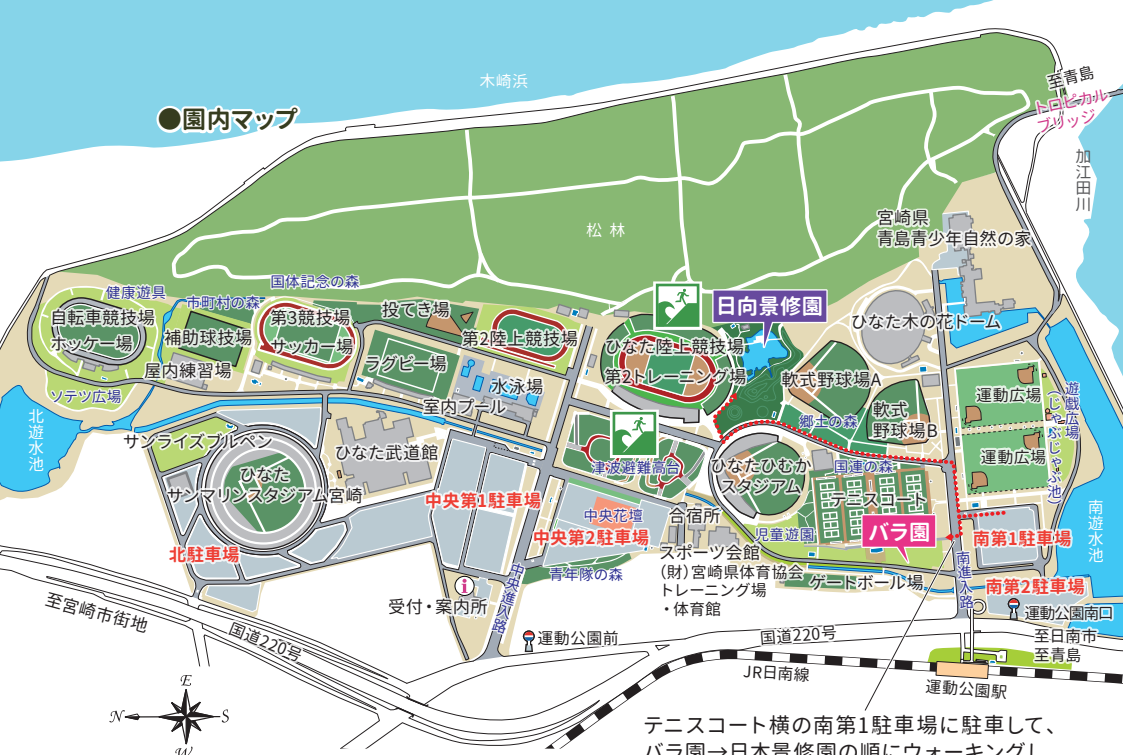 木崎浜
●園内マップ
至青島
トロピカル
ブリッジ
加江田川
松林
宮崎県
青島青少年自然の家
国体記念の森
健康遊具
市町村の森
投てき場
日向景修園
自転車競技場
ホッケー場
補助球技場
第3競技場
サッカー場
第2陸上競技場
ひなた陸上競技場
第2トレーニング場
ひなた木の花ドーム
屋内練習場
ラグビー場
水泳場
室内プール
軟式野球場A
軟式
野球場B
郷土の森
運動広場
運動広場
遊戯広場
(じゃぶじゃぶ池)
ソテツ広場
北遊水池
サンライズブルペン
ひなた
サンマリンスタジアム宮崎
ひなた武道館
津波避難高台
ひなたひむか
スタジアム
国連の森
テニスコート
中央第1駐車場
中央花壇
中央第2駐車場
合宿所
児童遊園
バラ園
南第1駐車場
南遊水池
北駐車場
スポーツ会館
(財)宮崎県体育協会
トレーニング場
・体育館
青年隊の森
中央進入路
ゲートボール場
南進入路
南第2駐車場
i
受付・案内所
運動公園南口
至宮崎市街地
国道220号
運動公園前
国道220号
至日南市
至青島
JR日南線
運動公園駅
E
N
S
W
テニスコート横の南第1駐車場に駐車して、
バラ園→日本景修園の順にウォーキングし